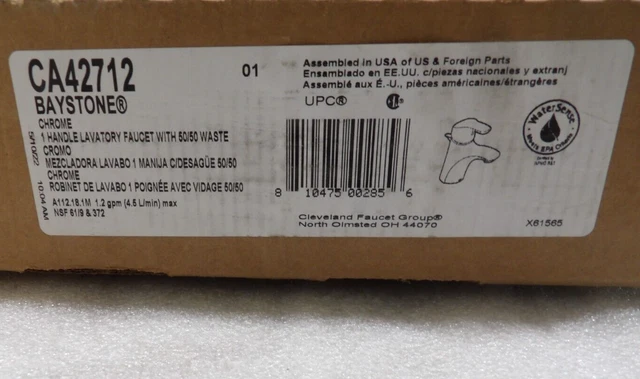 CA42712
01
BAYSTONE®
CHROME
1 HANDLE LAVATORY FAUCET WITH 50/50 WASTE
CROMO
MEZCLADORA LAVABO 1 MANIJA C/DESAGÜE 50/50
CHROME
ROBINET DE LAVABO 1 POIGNÉE AVEC VIDAGE 50/50
A112.18.1M 1.2 gpm (4.5 L/min) max
NSF 61/9 & 372
10:04 AM
Assembled in USA of US & Foreign Parts
Ensamblado en EE.UU. c/piezas nacionales y extranj
Assemblé aux É.-U., pièces américaines/étrangères
UPC®
8 10475 00285 6
Cleveland Faucet Group®
North Olmsted OH 44070
WaterSense
X61565